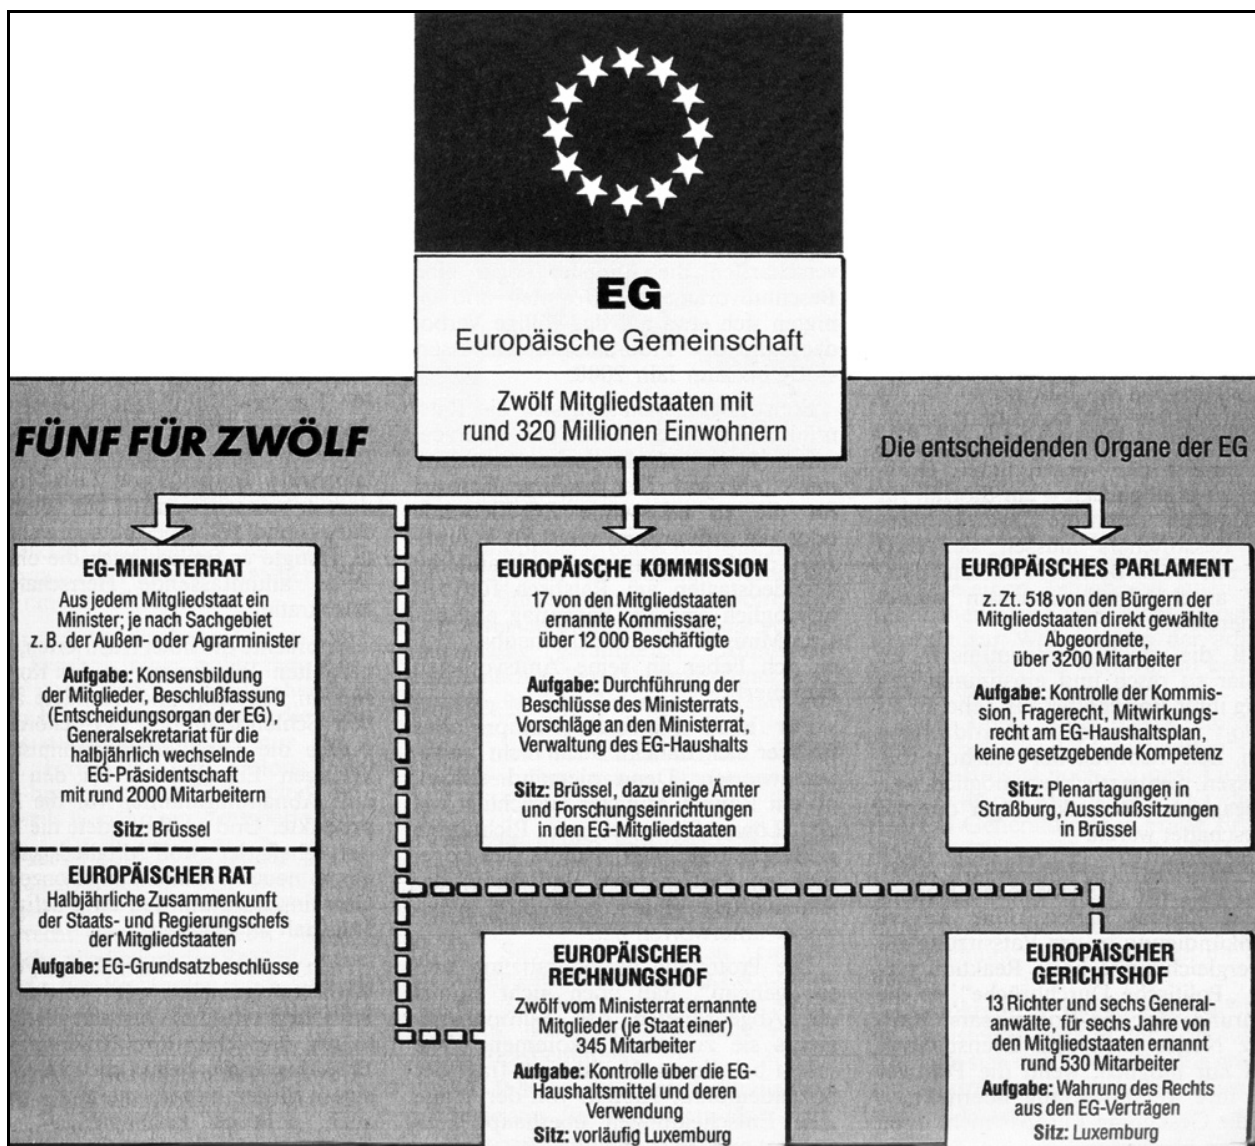 EG
Europäische Gemeinschaft
Zwölf Mitgliedstaaten mit
rund 320 Millionen Einwohnern
FÜNF FÜR ZWÖLF
Die entscheidenden Organe der EG
EG-MINISTERRAT
Aus jedem Mitgliedstaat ein
Minister; je nach Sachgebiet
z. B. der Außen- oder Agrarminister
Aufgabe: Konsensbildung
der Mitglieder, Beschlußfassung
(Entscheidungsorgan der EG),
Generalsekretariat für die
halbjährlich wechselnde
EG-Präsidentschaft
mit rund 2000 Mitarbeitern
Sitz: Brüssel
EUROPÄISCHER RAT
Halbjährliche Zusammenkunft
der Staats- und Regierungschefs
der Mitgliedstaaten
Aufgabe: EG-Grundsatzbeschlüsse
EUROPÄISCHE KOMMISSION
17 von den Mitgliedstaaten
ernannte Kommissare;
über 12 000 Beschäftigte
Aufgabe: Durchführung der
Beschlüsse des Ministerrats,
Vorschläge an den Ministerrat,
Verwaltung des EG-Haushalts
Sitz: Brüssel, dazu einige Ämter
und Forschungseinrichtungen
in den EG-Mitgliedstaaten
EUROPÄISCHES PARLAMENT
z. Zt. 518 von den Bürgern der
Mitgliedstaaten direkt gewählte
Abgeordnete,
über 3200 Mitarbeiter
Aufgabe: Kontrolle der Kommis-
sion, Fragerecht, Mitwirkungs-
recht am EG-Haushaltsplan,
keine gesetzgebende Kompetenz
Sitz: Plenartagungen in
Straßburg, Ausschußsitzungen
in Brüssel
EUROPÄISCHER
RECHNUNGSHOF
Zwölf vom Ministerrat ernannte
Mitglieder (je Staat einer)
345 Mitarbeiter
Aufgabe: Kontrolle über die EG-
Haushaltsmittel und deren
Verwendung
Sitz: vorläufig Luxemburg
EUROPÄISCHER
GERICHTSHOF
13 Richter und sechs General-
anwälte, für sechs Jahre von
den Mitgliedstaaten ernannt
rund 530 Mitarbeiter
Aufgabe: Wahrung des Rechts
aus den EG-Verträgen
Sitz: Luxemburg